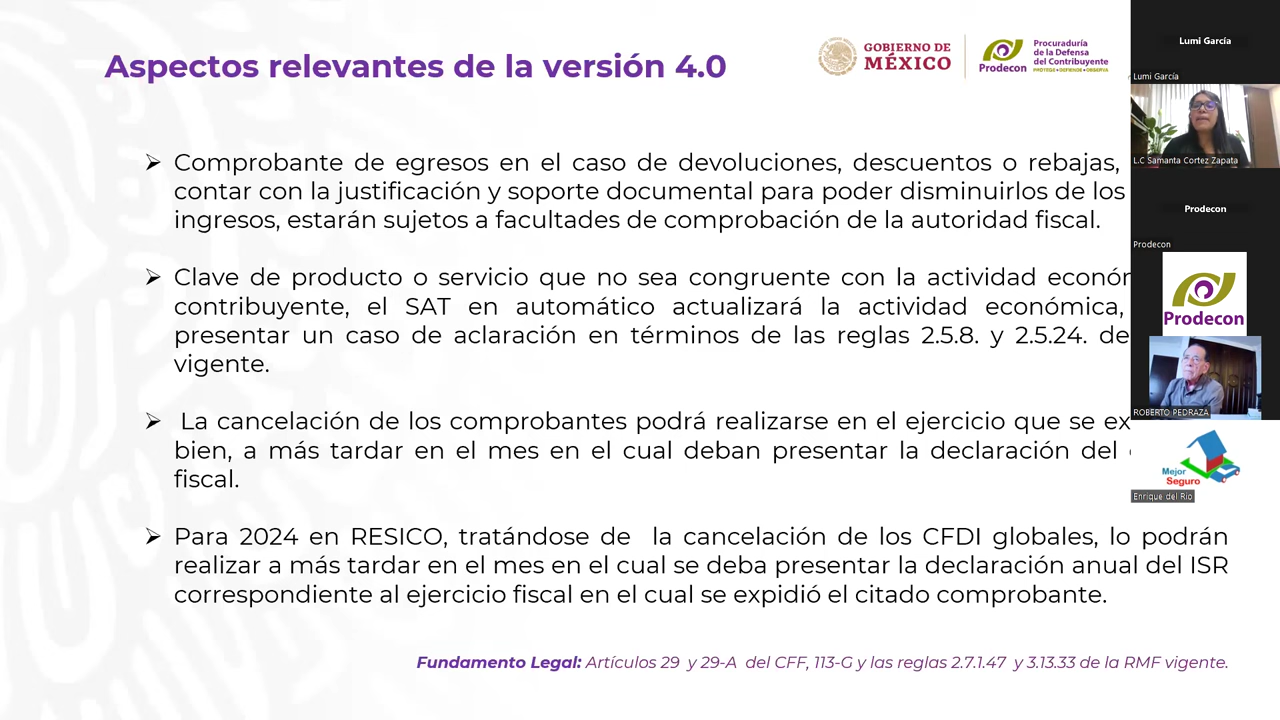 Aspectos relevantes de la versión 4.0
GOBIERNO DE
MÉXICO
Prodecon
Procuraduría
de la Defensa
del Contribuyente
PROTEGE • DEFIENDE • OBSERVA
Comprobante de egresos en el caso de devoluciones, descuentos o rebajas,
contar con la justificación y soporte documental para poder disminuirlos de los
ingresos, estarán sujetos a facultades de comprobación de la autoridad fiscal.
Clave de producto o servicio que no sea congruente con la actividad
contribuyente, el SAT en automático actualizará la actividad económica,
presentar un caso de aclaración en términos de las reglas 2.5.8. y 2.5.24. de
vigente.
La cancelación de los comprobantes podrá realizarse en el ejercicio que se
bien, a más tardar en el mes en el cual deban presentar la declaración del
fiscal.
Para 2024 en RESICO, tratándose de la cancelación de los CFDI globales, lo podrán
realizar a más tardar en el mes en el cual se deba presentar la declaración anual del ISR
correspondiente al ejercicio fiscal en el cual se expidió el citado comprobante.
Fundamento Legal: Artículos 29 y 29-A del CFF, 113-G y las reglas 2.7.1.47 y 3.13.33 de la RMF vigente.
Lumi García
Lumi García
L.C Samanta Cortez Zapata
Prodecon
Prodecon
Prodecon
ROBERTO PEDRAZA
Mejor
Seguro
Enrique del Río